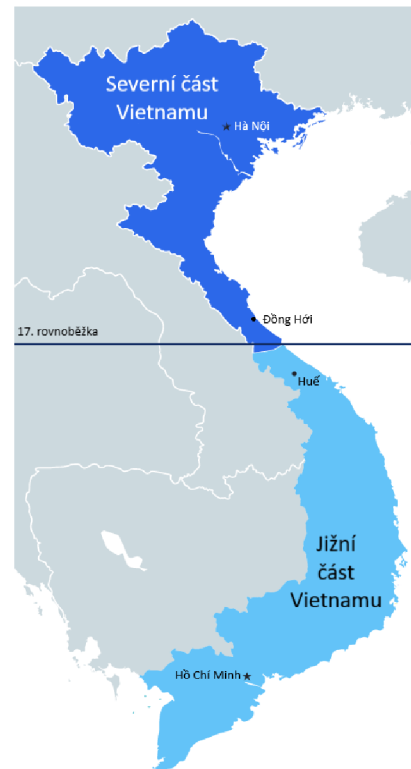 Severní část
Vietnamu
Hà Nội
Đồng Hới
17. rovnoběžka
Huế
Jižní
část
Vietnamu
Hồ Chí Minh